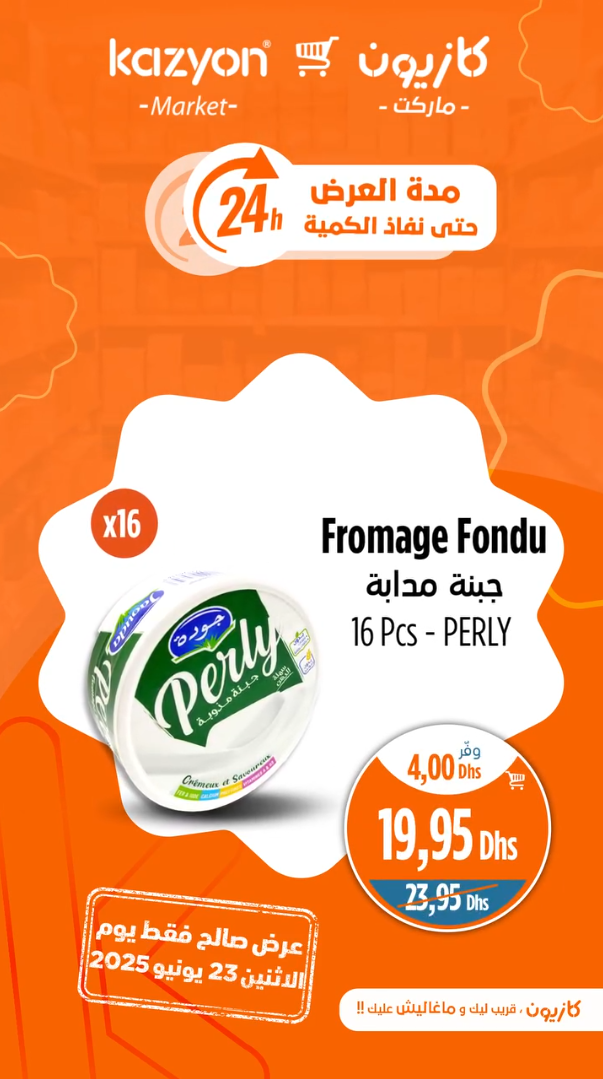 kazyon®
كازيون
-Market-
- ماركت -
24h
مدة العرض
حتى نفاذ الكمية
x16
Fromage Fondu
جبنة مدابة
16 Pcs - PERLY
Jaouda
جودة
Perly
جبنة مذوبة
Crémeux et Savoureux
وفّر
4,00 Dhs
19,95 Dhs
23,95 Dhs
عرض صالح فقط يوم
الاثنين 23 يونيو 2025
كازيون ، قريب ليك و ماغاليش عليك !!